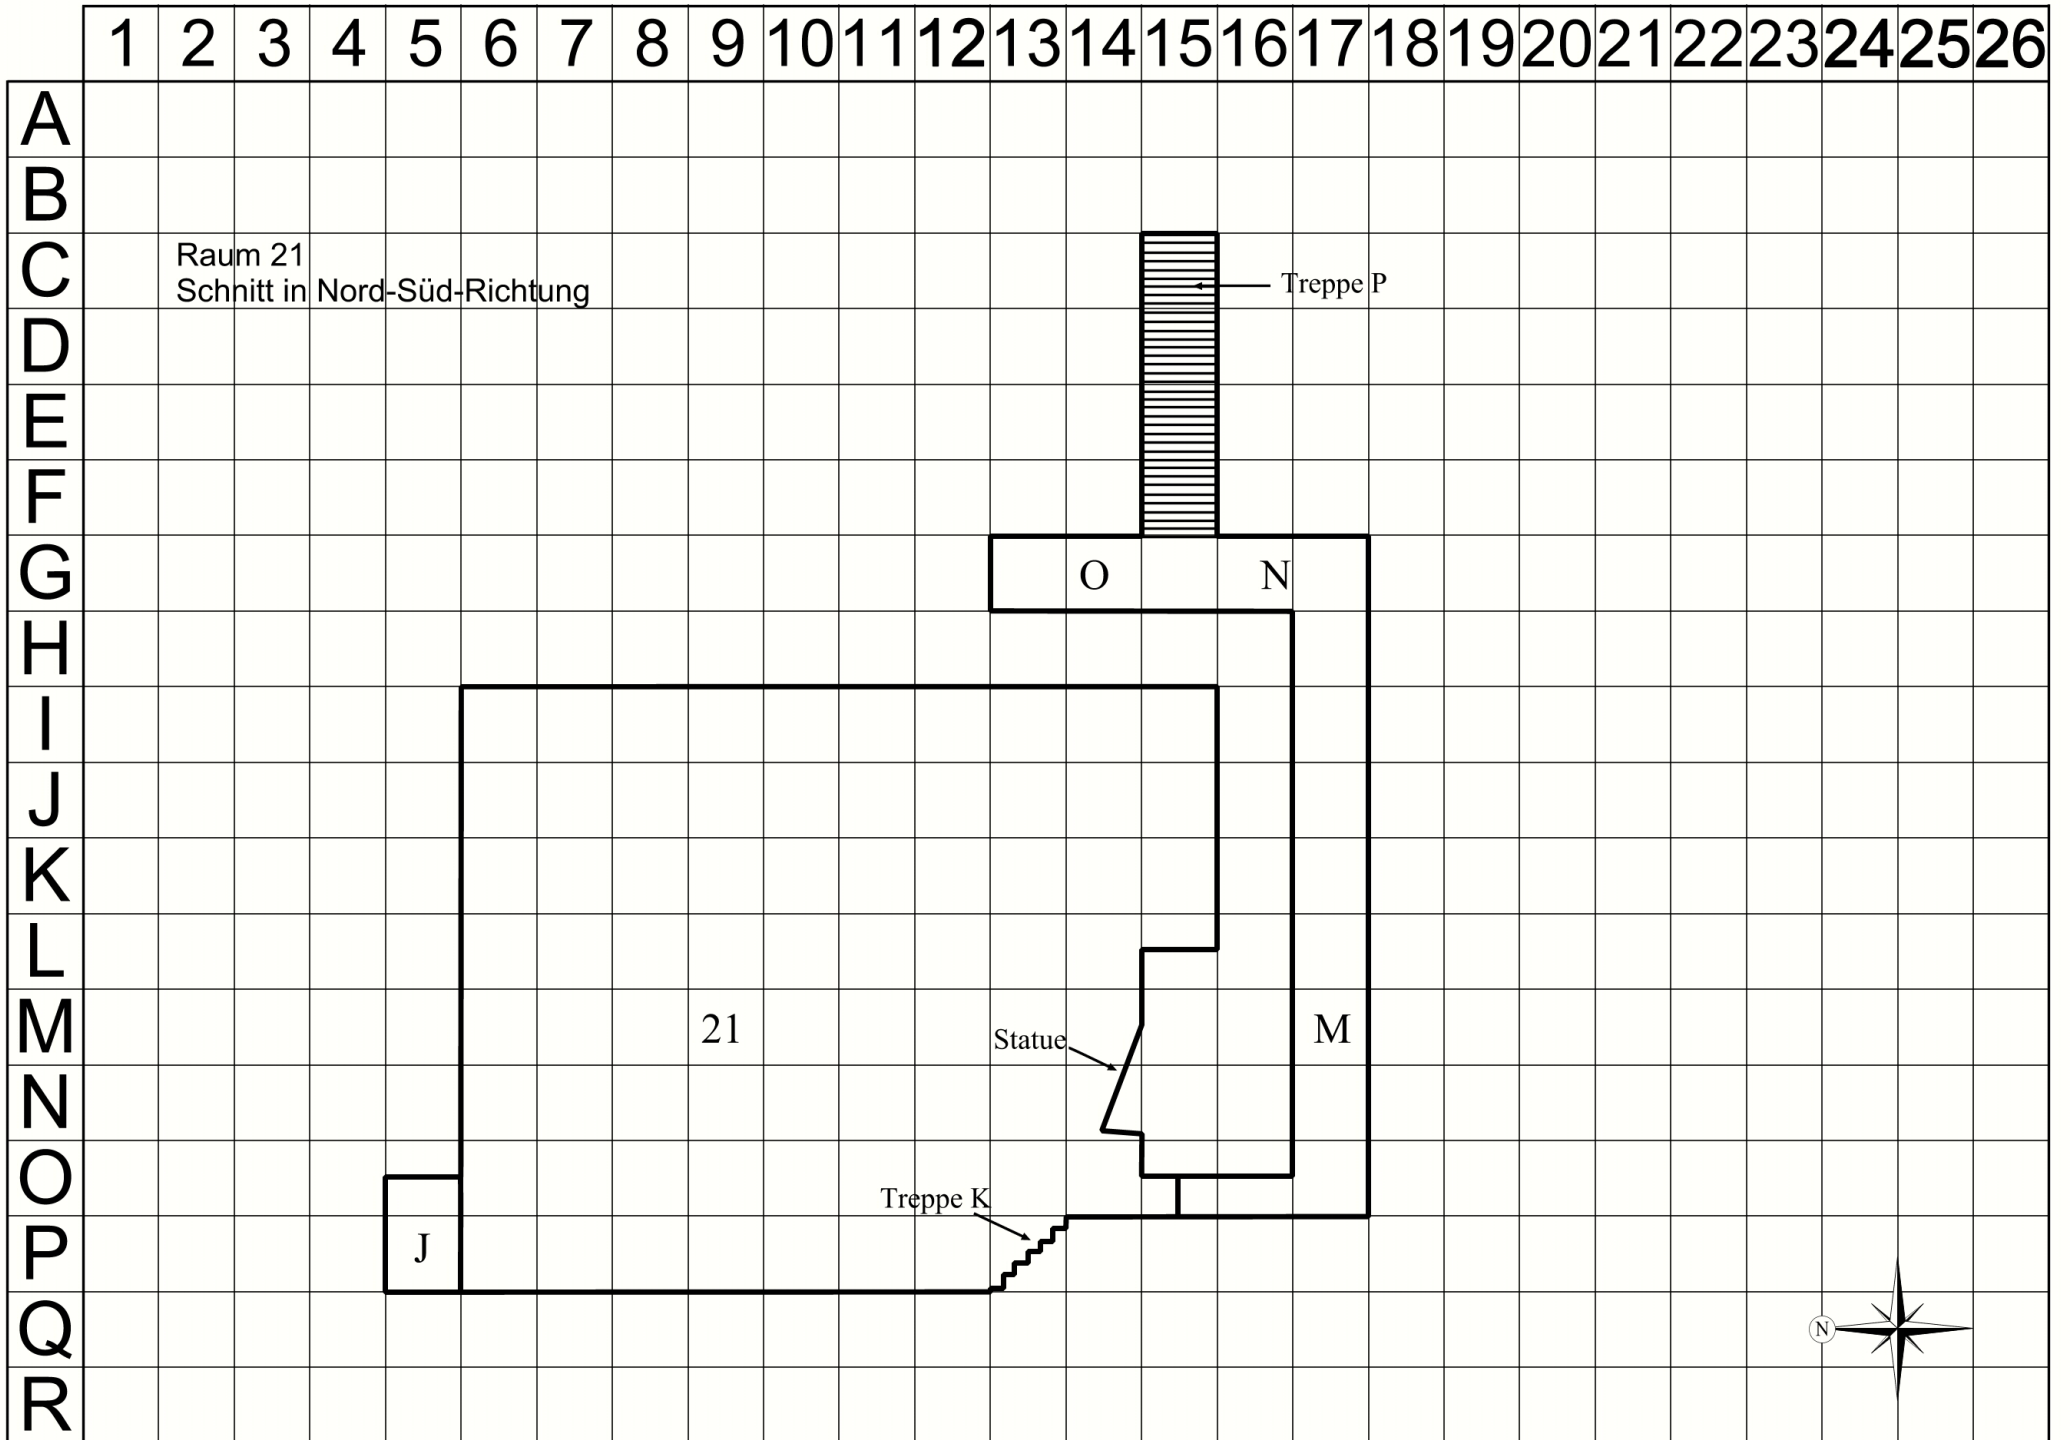 1 2 3 4 5 6 7 8 9 10 11 12 13 14 15 16 17 18 19 20 21 22 23 24 25 26
A
B
C
Raum 21
Schnitt in Nord-Süd-Richtung
Treppe P
D
E
F
G
O N
H
I
J
K
L
M
21
Statue
M
N
O
Treppe K
P
J
Q
N
R